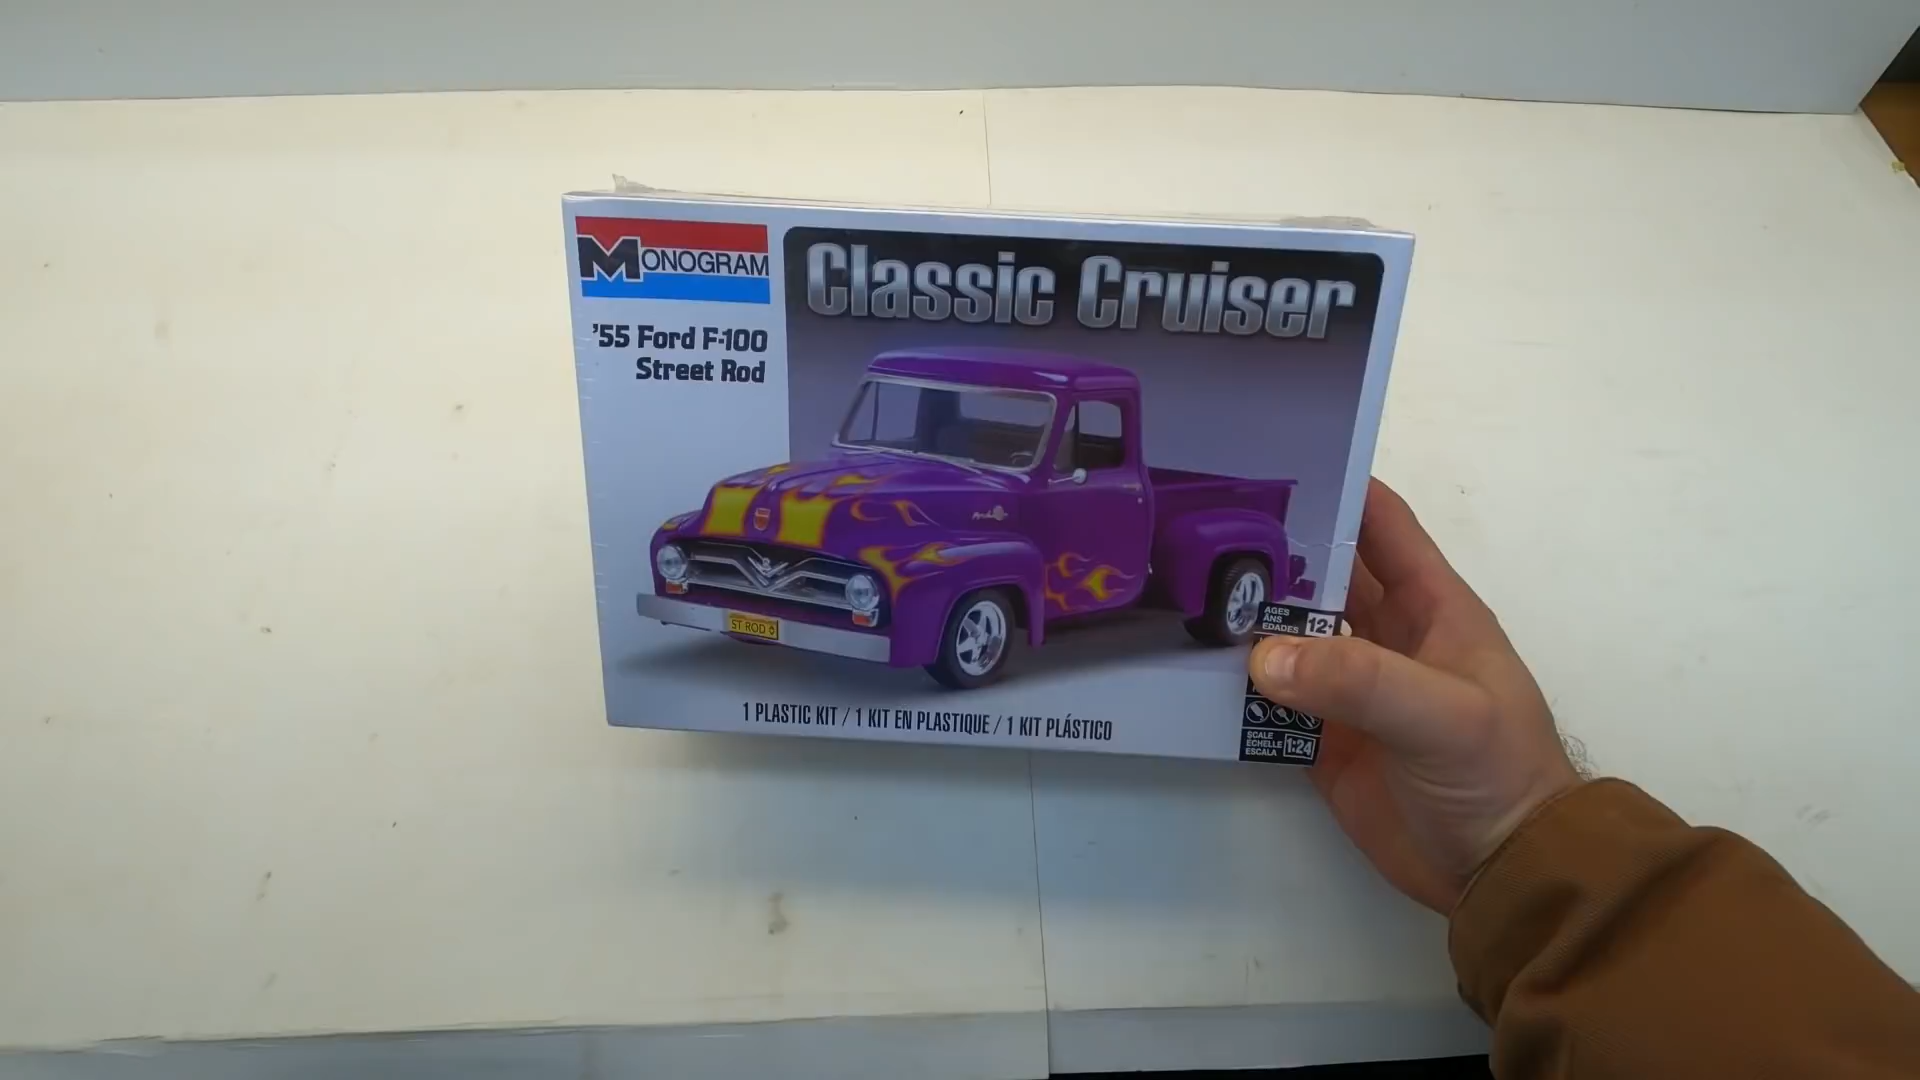 MONOGRAM
Classic Cruiser
'55 Ford F-100
Street Rod
ST ROD
AGES
ÂNS
EDADES
12+
1 PLASTIC KIT / 1 KIT EN PLASTIQUE / 1 KIT PLÁSTICO
SCALE
ÉCHELLE
ESCALA
1:24